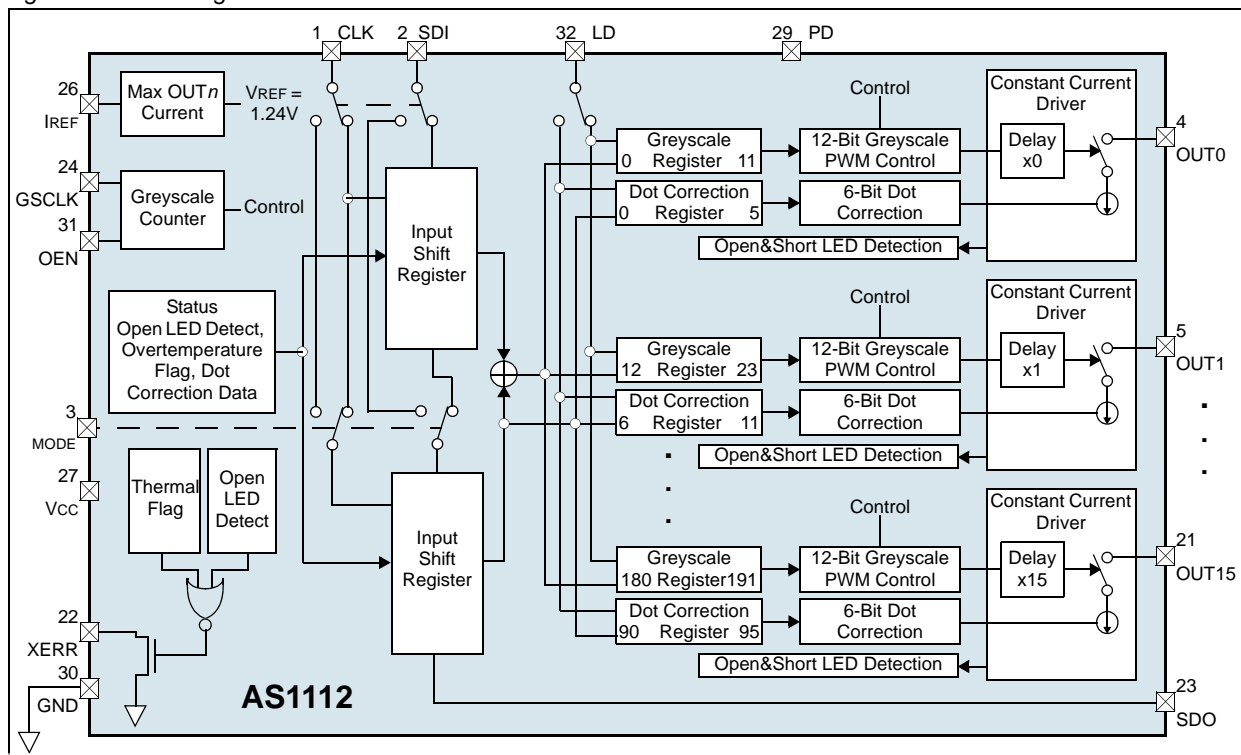 1 CLK
2 SDI
32 LD
29 PD
26
IREF
Max OUTn
Current
VREF =
1.24V
24
GSCLK
31
OEN
Greyscale
Counter
Control
Status
Open LED Detect,
Overtemperature
Flag, Dot
Correction Data
3
MODE
27
VCC
Thermal
Flag
Open
LED
Detect
22
XERR
30
GND
AS1112
Input
Shift
Register
Input
Shift
Register
Greyscale
0 Register 11
Dot Correction
0 Register 5
Control
12-Bit Greyscale
PWM Control
6-Bit Dot
Correction
Open&Short LED Detection
Constant Current
Driver
Delay
x0
4
OUT0
Greyscale
12 Register 23
Dot Correction
6 Register 11
Control
12-Bit Greyscale
PWM Control
6-Bit Dot
Correction
Open&Short LED Detection
Constant Current
Driver
Delay
x1
5
OUT1
Greyscale
180 Register191
Dot Correction
90 Register 95
Control
12-Bit Greyscale
PWM Control
6-Bit Dot
Correction
Open&Short LED Detection
Constant Current
Driver
Delay
x15
21
OUT15
23
SDO